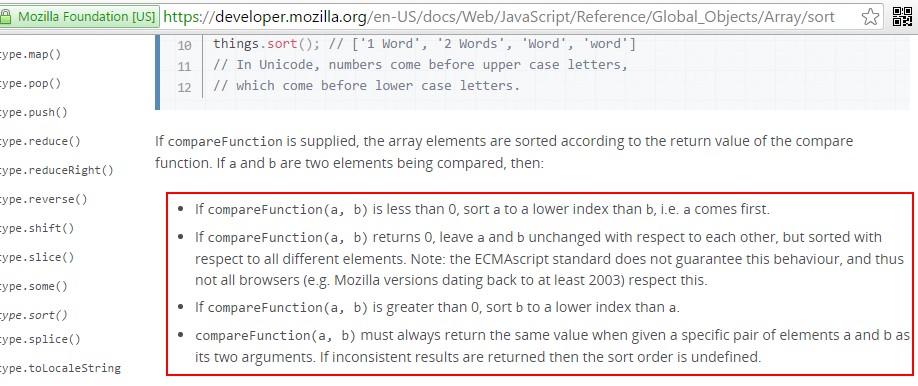 Mozilla Foundation [US] https://developer.mozilla.org/en-US/docs/Web/JavaScript/Reference/Global_Objects/Array/sort
type.map()
type.pop()
type.push()
type.reduce()
type.reduceRight()
type.reverse()
type.shift()
type.slice()
type.some()
type.sort()
type.splice()
type.toLocaleString
10 things.sort(); // ['1 Word', '2 Words', 'Word', 'word']
11 // In Unicode, numbers come before upper case letters,
12 // which come before lower case letters.
If compareFunction is supplied, the array elements are sorted according to the return value of the compare
function. If a and b are two elements being compared, then:
• If compareFunction(a, b) is less than 0, sort a to a lower index than b, i.e. a comes first.
• If compareFunction(a, b) returns 0, leave a and b unchanged with respect to each other, but sorted with
respect to all different elements. Note: the ECMAscript standard does not guarantee this behaviour, and thus
not all browsers (e.g. Mozilla versions dating back to at least 2003) respect this.
• If compareFunction(a, b) is greater than 0, sort b to a lower index than a.
• compareFunction(a, b) must always return the same value when given a specific pair of elements a and b as
its two arguments. If inconsistent results are returned then the sort order is undefined.